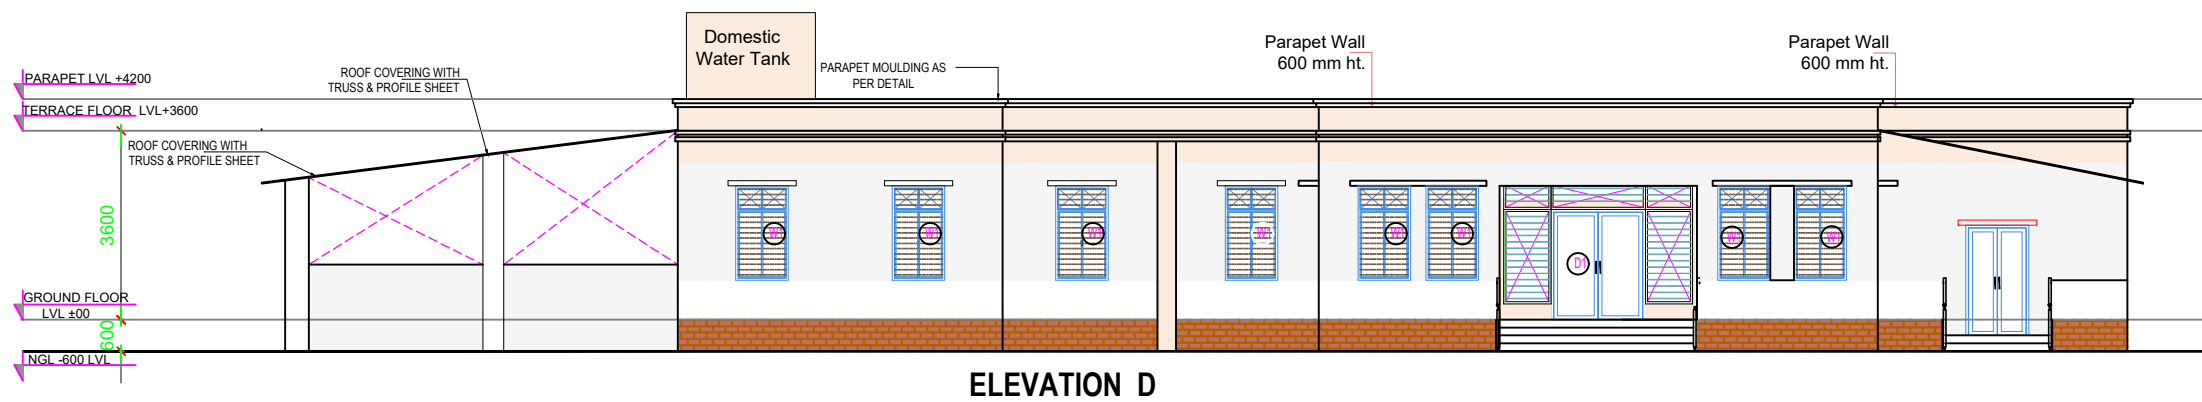 Domestic
Water Tank
Parapet Wall
600 mm ht.
Parapet Wall
600 mm ht.
PARAPET LVL +4200
ROOF COVERING WITH
TRUSS & PROFILE SHEET
PARAPET MOULDING AS
PER DETAIL
TERRACE FLOOR LVL+3600
ROOF COVERING WITH
TRUSS & PROFILE SHEET
3600
W1
W1
W1
W1
W1
W1
D1
W1
W1
GROUND FLOOR
LVL ±00
600
NGL -600 LVL
ELEVATION D